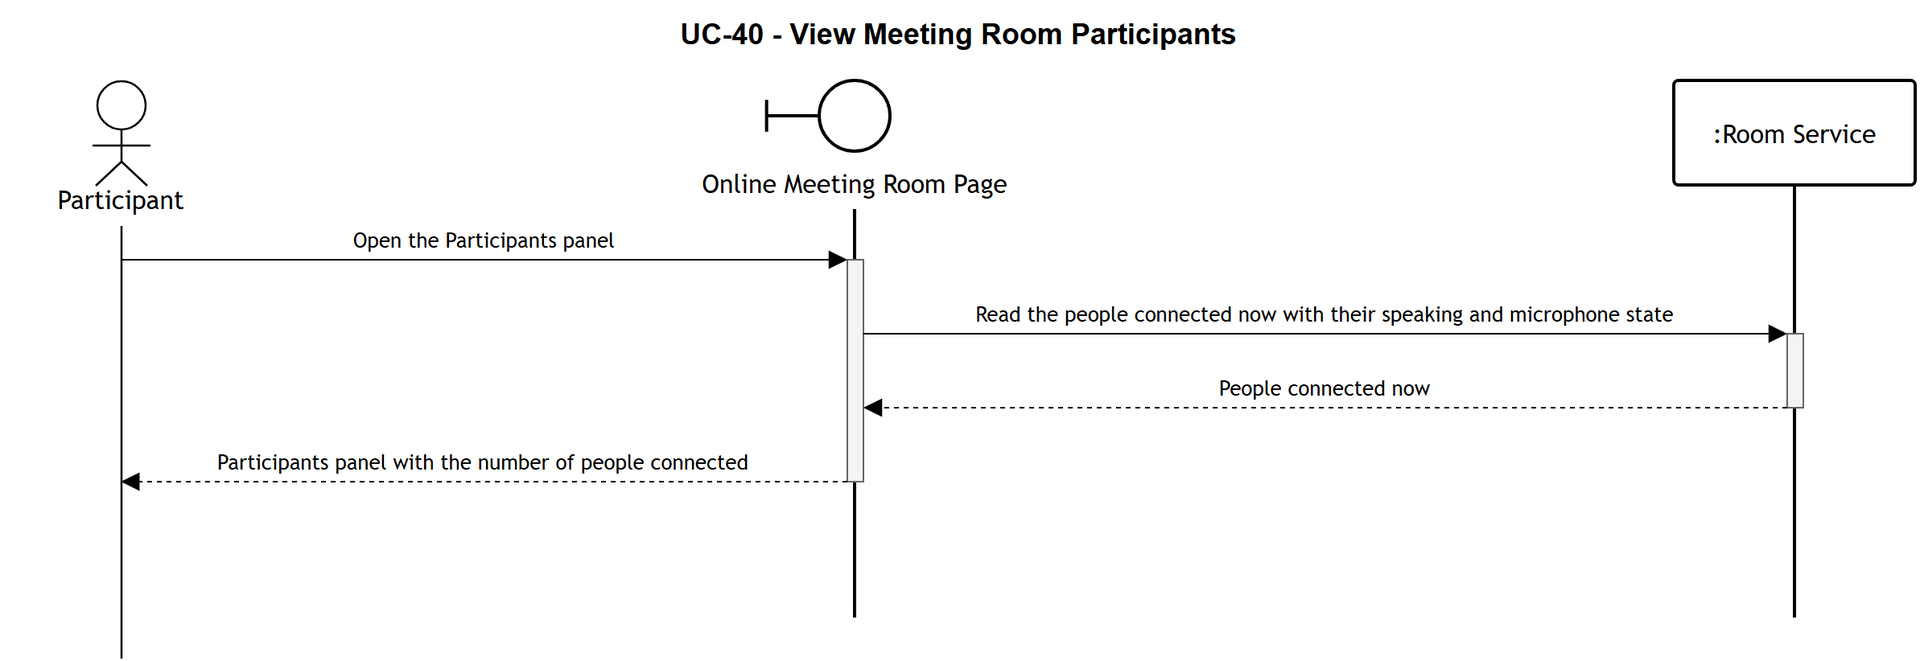 UC-40 - View Meeting Room Participants
Participant
Online Meeting Room Page
:Room Service
Open the Participants panel
Read the people connected now with their speaking and microphone state
People connected now
Participants panel with the number of people connected